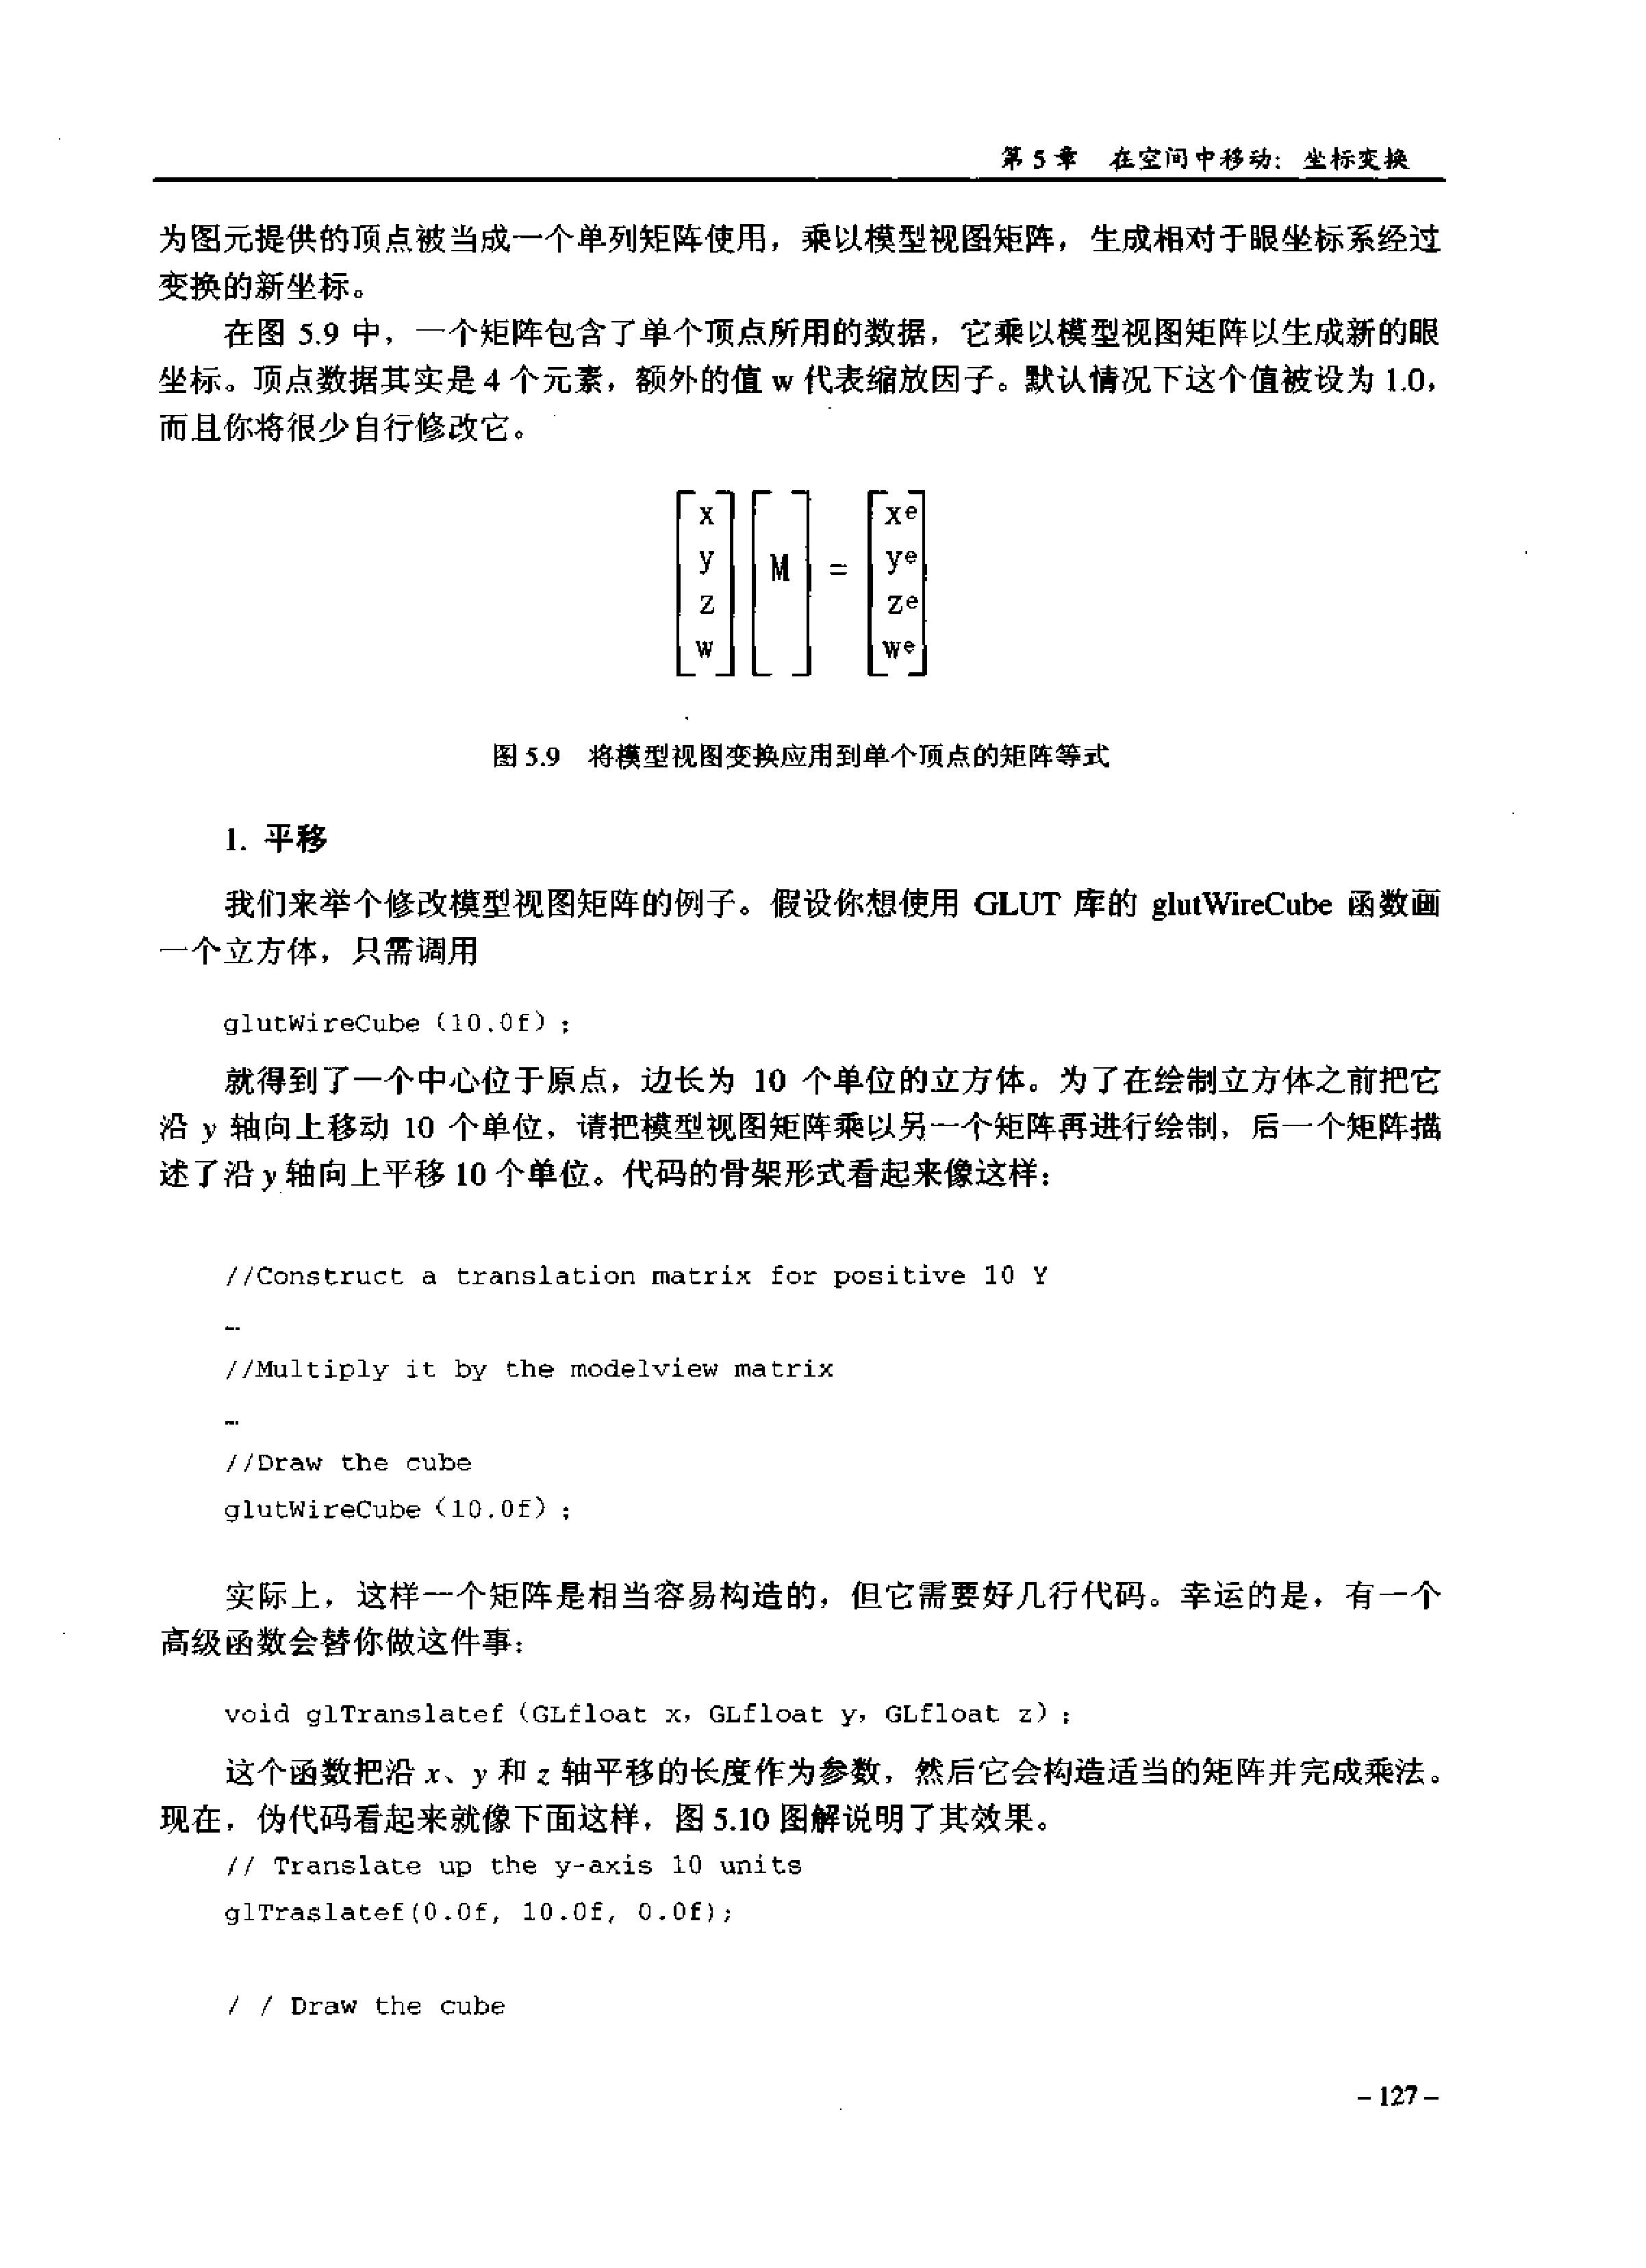 第5章 在空间中移动：坐标变换
为图元提供的顶点被当成一个单列矩阵使用，乘以模型视图矩阵，生成相对于眼坐标系经过
变换的新坐标。
在图 5.9 中，一个矩阵包含了单个顶点所用的数据，它乘以模型视图矩阵以生成新的眼
坐标。顶点数据其实是 4 个元素，额外的值 w 代表缩放因子。默认情况下这个值被设为 1.0，
而且你将很少自行修改它。
x xe
y M = ye
z ze
w we
图 5.9 将模型视图变换应用到单个顶点的矩阵等式
1. 平移
我们来举个修改模型视图矩阵的例子。假设你想使用 GLUT 库的 glutWireCube 函数画
一个立方体，只需调用
glutWireCube（10.0f）；
就得到了一个中心位于原点，边长为 10 个单位的立方体。为了在绘制立方体之前把它
沿 y 轴向上移动 10 个单位，请把模型视图矩阵乘以另一个矩阵再进行绘制，后一个矩阵描
述了沿 y 轴向上平移 10 个单位。代码的骨架形式看起来像这样：
//Construct a translation matrix for positive 10 Y
…
//Multiply it by the modelview matrix
…
//Draw the cube
glutWireCube（10.0f）；
实际上，这样一个矩阵是相当容易构造的，但它需要好几行代码。幸运的是，有一个
高级函数会替你做这件事：
void glTranslatef（GLfloat x，GLfloat y，GLfloat z）；
这个函数把沿 x、y 和 z 轴平移的长度作为参数，然后它会构造适当的矩阵并完成乘法。
现在，伪代码看起来就像下面这样，图 5.10 图解说明了其效果。
// Translate up the y-axis 10 units
glTraslatef(0.0f, 10.0f, 0.0f);
/ / Draw the cube
– 127 –